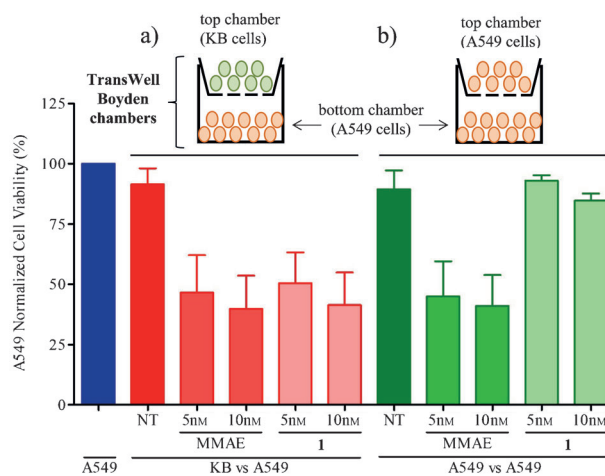 a)
top chamber
(KB cells)
b)
top chamber
(A549 cells)
TransWell
Boyden
chambers
bottom chamber
(A549 cells)
A549 Normalized Cell Viability (%)
125
100
75
50
25
0
NT 5nM 10nM 5nM 10nM NT 5nM 10nM 5nM 10nM
MMAE 1 MMAE 1
A549 KB vs A549 A549 vs A549